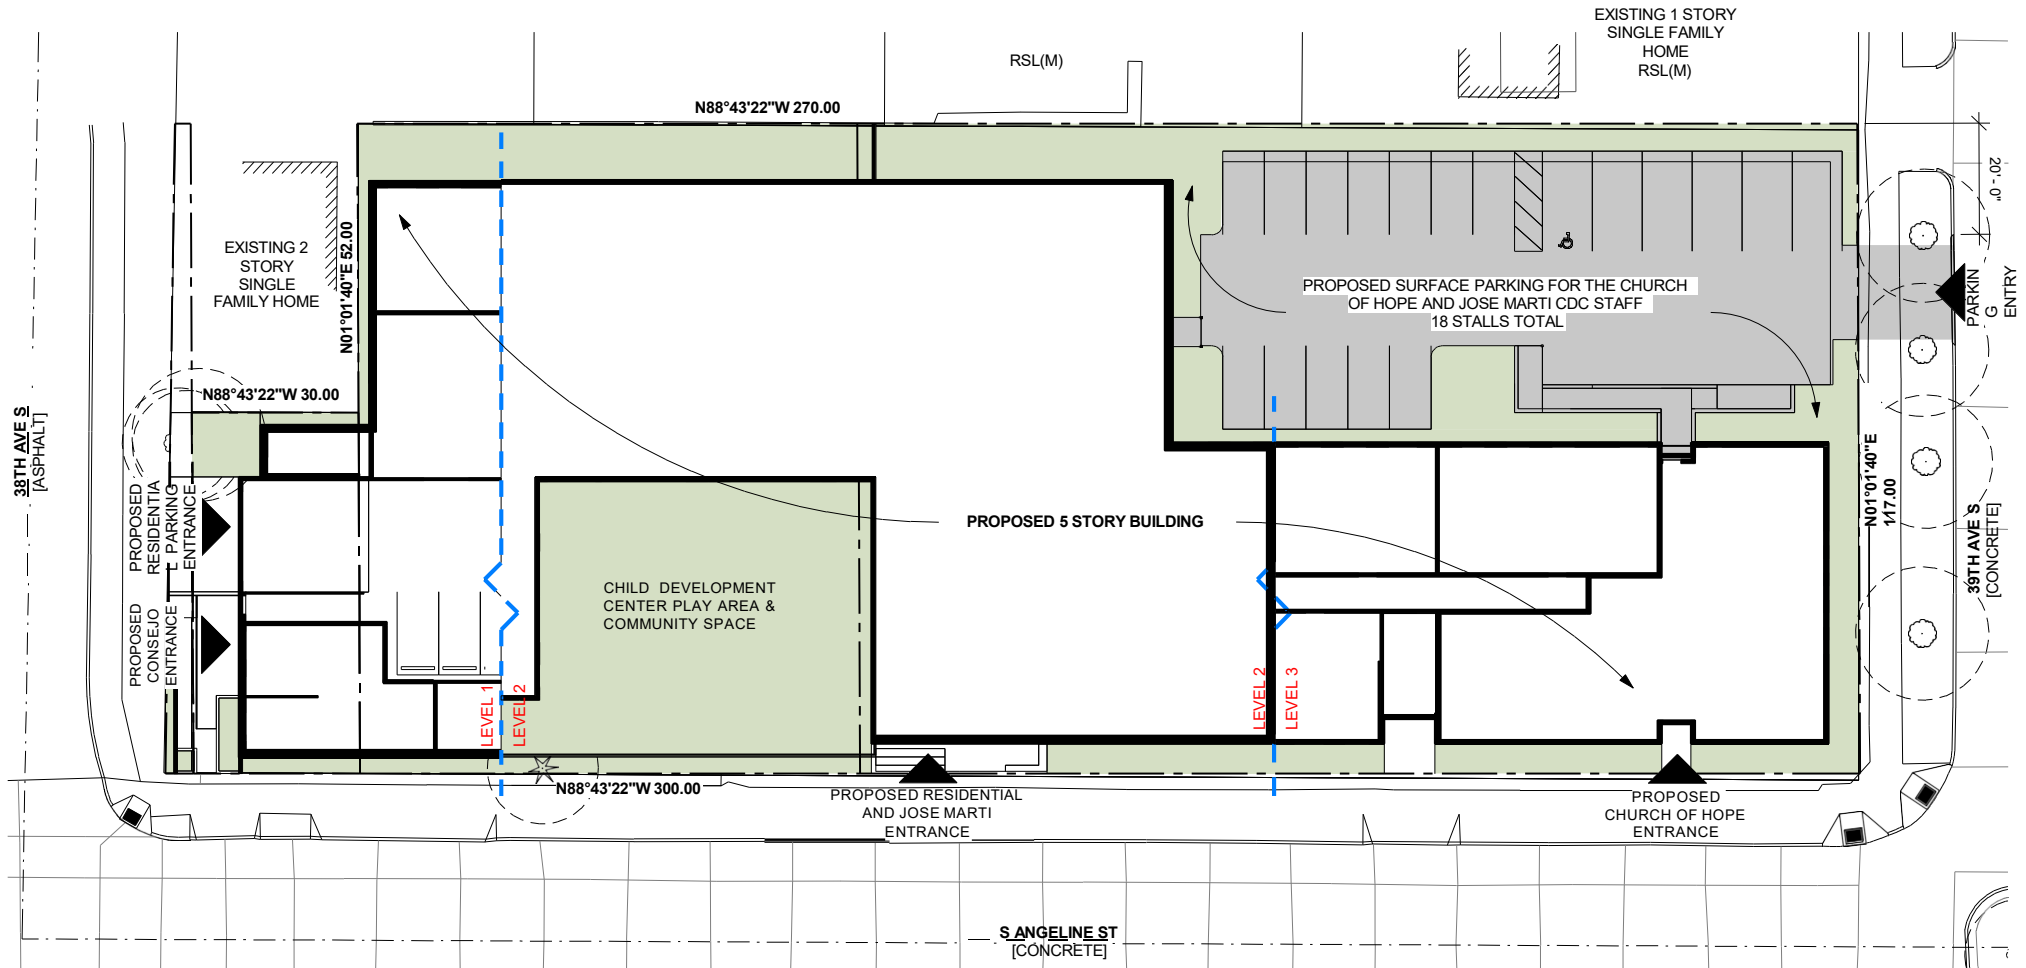 EXISTING 1 STORY
SINGLE FAMILY
HOME
RSL(M)
RSL(M)
N88°43'22"W 270.00
20' - 0"
EXISTING 2
STORY
SINGLE
FAMILY HOME
N01°01'40"E 52.00
N88°43'22"W 30.00
PROPOSED SURFACE PARKING FOR THE CHURCH
OF HOPE AND JOSE MARTI CDC STAFF
18 STALLS TOTAL
PARKIN
G
ENTRY
38TH AVE S
[ASPHALT]
PROPOSED
RESIDENTIA
L PARKING
ENTRANCE
PROPOSED
CONSEJO
ENTRANCE
PROPOSED 5 STORY BUILDING
CHILD DEVELOPMENT
CENTER PLAY AREA &
COMMUNITY SPACE
N01°01'40"E
117.00
39TH AVE S
[CONCRETE]
LEVEL 1
LEVEL 2
LEVEL 2
LEVEL 3
N88°43'22"W 300.00
PROPOSED RESIDENTIAL
AND JOSE MARTI
ENTRANCE
PROPOSED
CHURCH OF HOPE
ENTRANCE
S ANGELINE ST
[CONCRETE]